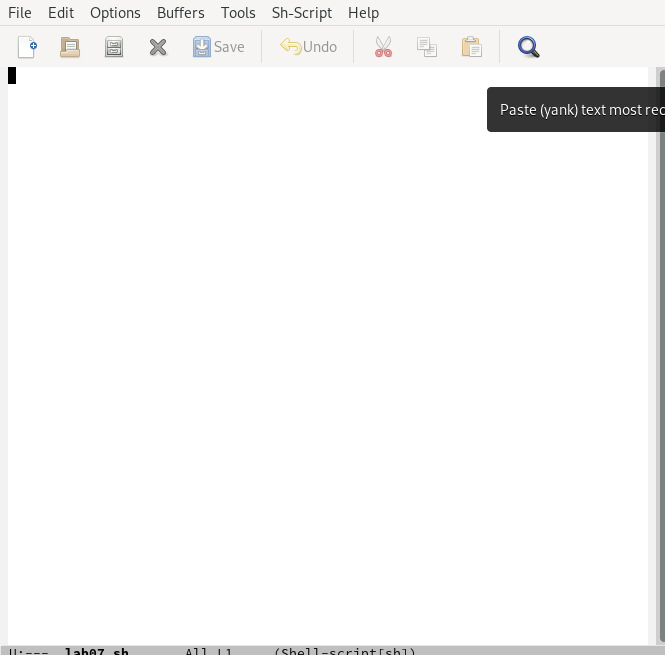 File Edit Options Buffers Tools Sh-Script Help
Save Undo
Paste (yank) text most rec
U:--- lab07.sh All L1 (Shell-script[sh])